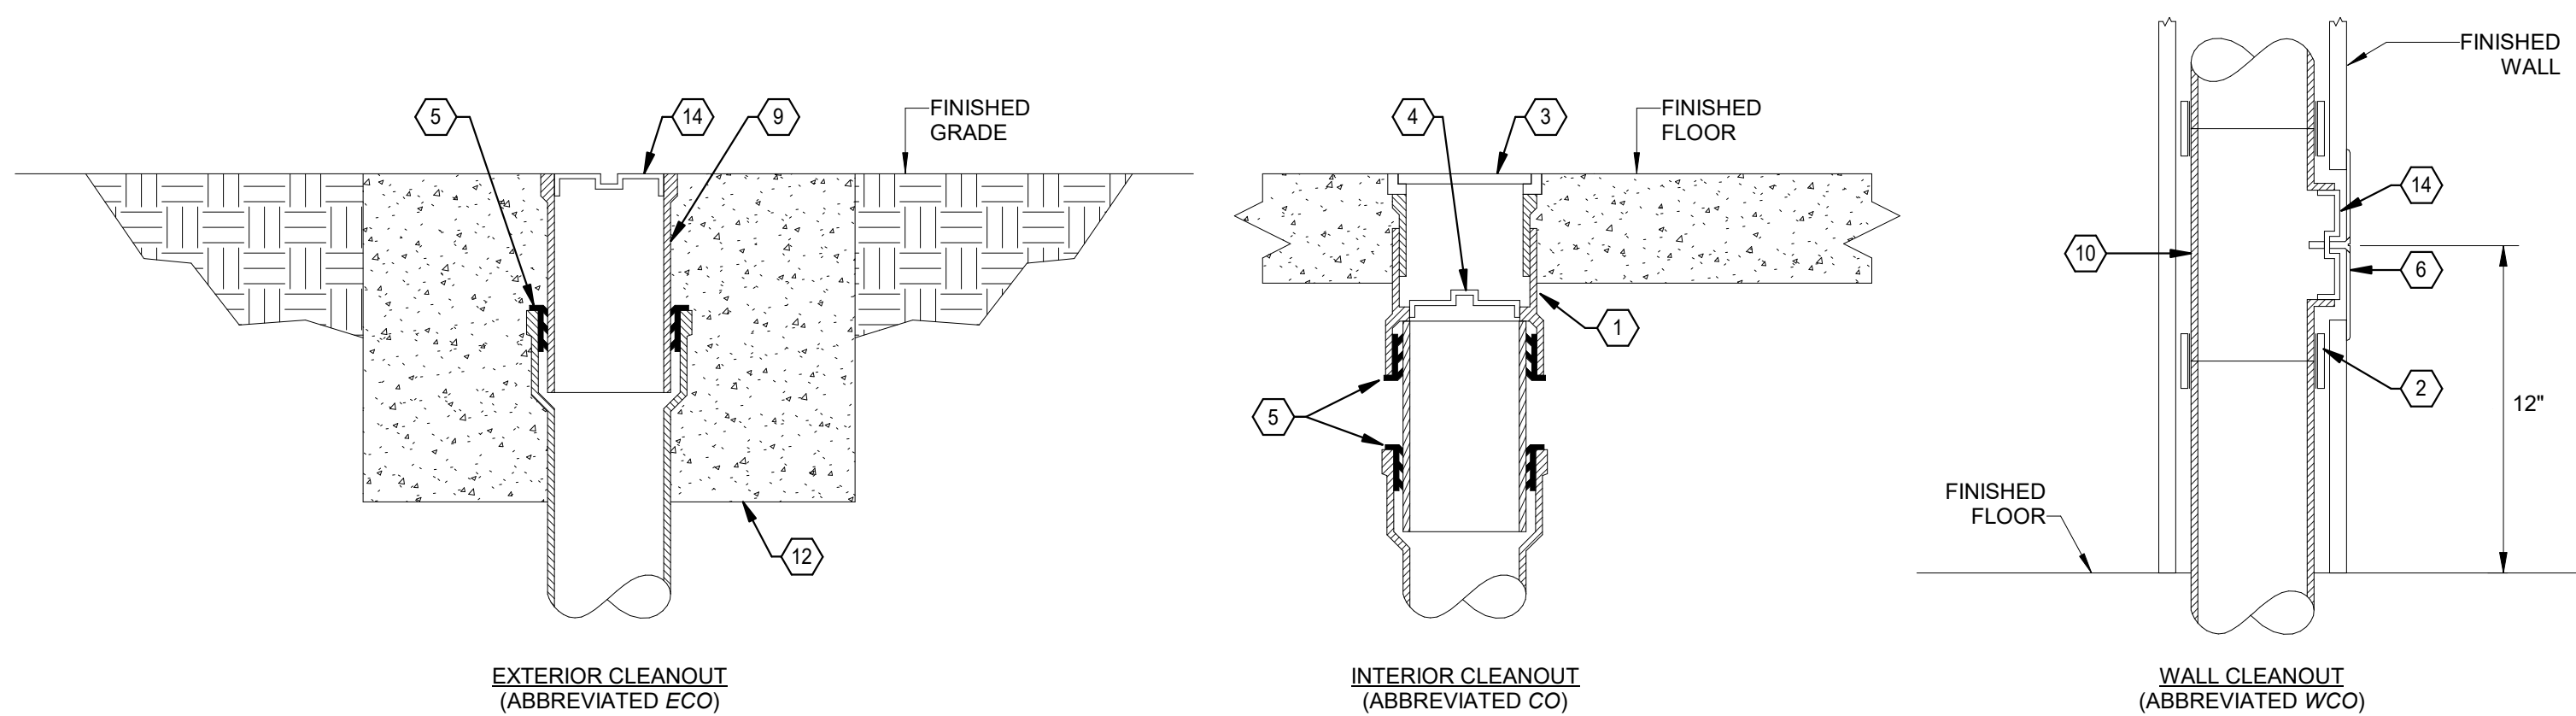 5
14
9
FINISHED
GRADE
12
EXTERIOR CLEANOUT
(ABBREVIATED ECO)
4
3
FINISHED
FLOOR
1
5
INTERIOR CLEANOUT
(ABBREVIATED CO)
FINISHED
WALL
14
10
6
2
12"
FINISHED
FLOOR
WALL CLEANOUT
(ABBREVIATED WCO)